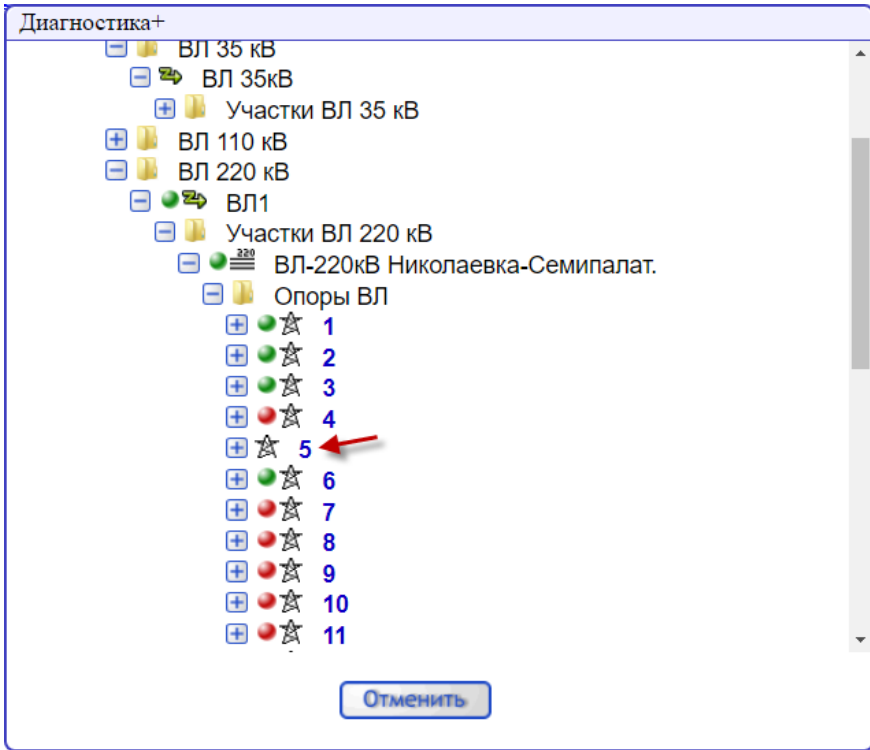 Диагностика+
ВЛ 35 кВ
ВЛ 35кВ
Участки ВЛ 35 кВ
ВЛ 110 кВ
ВЛ 220 кВ
ВЛ1
Участки ВЛ 220 кВ
220 ВЛ-220кВ Николаевка-Семипалат.
Опоры ВЛ
1
2
3
4
5
6
7
8
9
10
11
Отменить